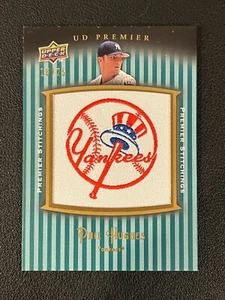 UD PREMIER
UPPER DECK
PREMIER STITCHINGS
Yankees
PREMIER STITCHINGS
Phil Hughes